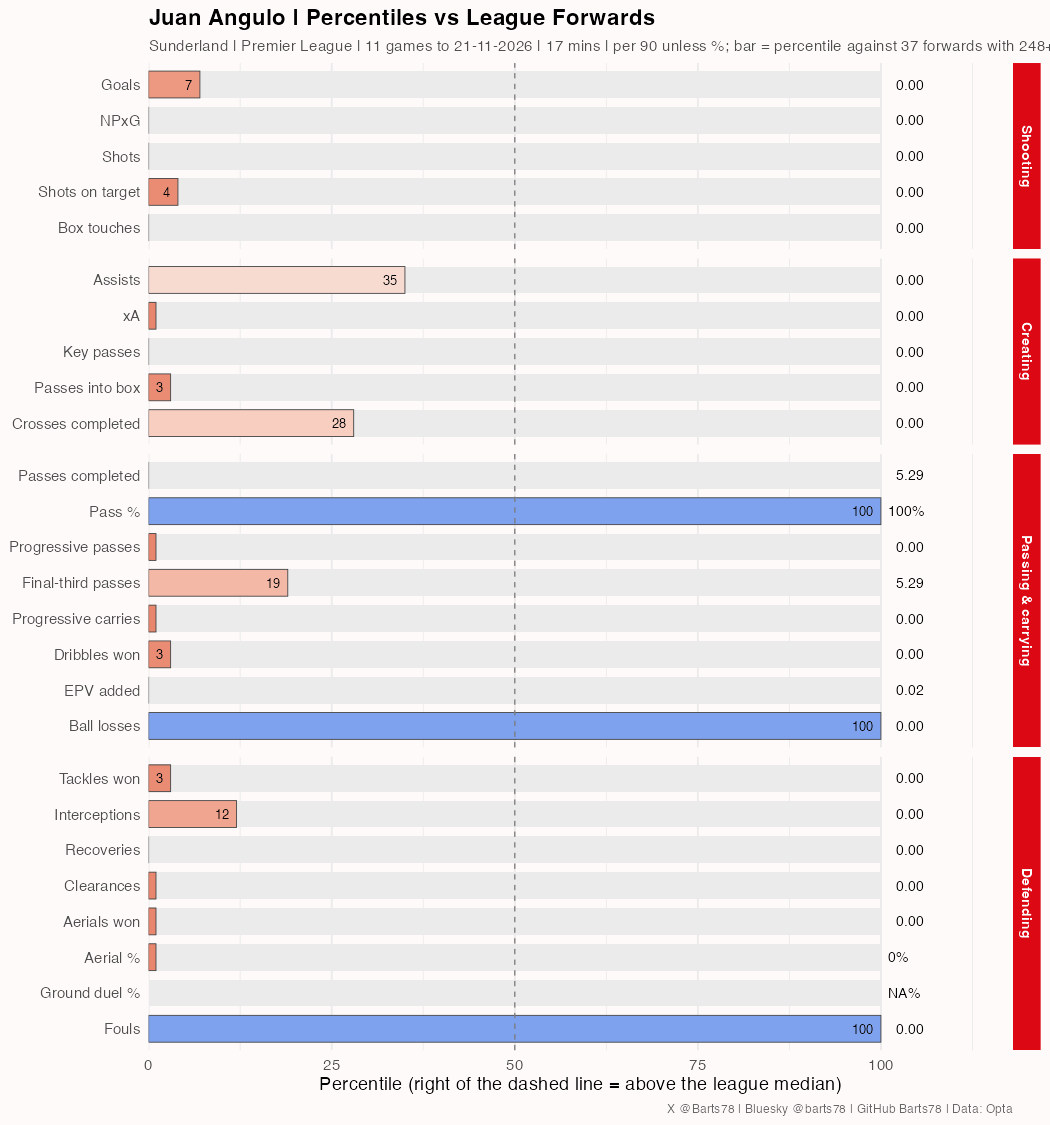 Juan Angulo | Percentiles vs League Forwards
Sunderland | Premier League | 11 games to 21-11-2026 | 17 mins | per 90 unless %; bar = percentile against 37 forwards with 248+
Goals 7 0.00
NPxG 0.00
Shots 0.00
Shots on target 4 0.00
Box touches 0.00
Shooting
Assists 35 0.00
xA 0.00
Key passes 0.00
Passes into box 3 0.00
Crosses completed 28 0.00
Creating
Passes completed 5.29
Pass % 100 100%
Progressive passes 0.00
Final-third passes 19 5.29
Progressive carries 0.00
Dribbles won 3 0.00
EPV added 0.02
Ball losses 100 0.00
Passing & carrying
Tackles won 3 0.00
Interceptions 12 0.00
Recoveries 0.00
Clearances 0.00
Aerials won 0.00
Aerial % 0%
Ground duel % NA%
Fouls 100 0.00
Defending
0 25 50 75 100
Percentile (right of the dashed line = above the league median)
X @Barts78 | Bluesky @barts78 | GitHub Barts78 | Data: Opta